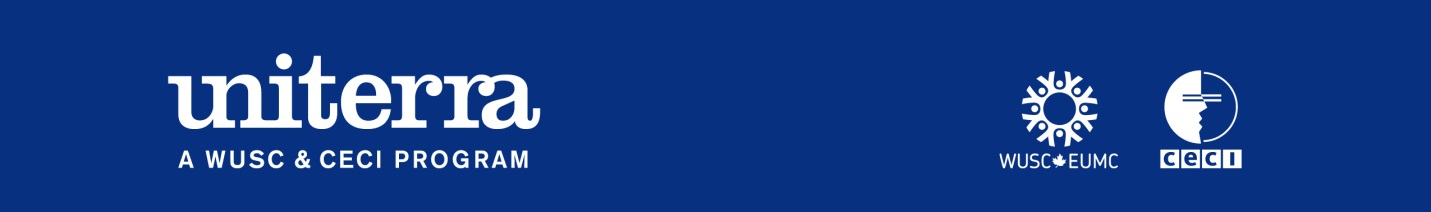 uniterra
A WUSC & CECI PROGRAM
WUSC EUMC
ceci